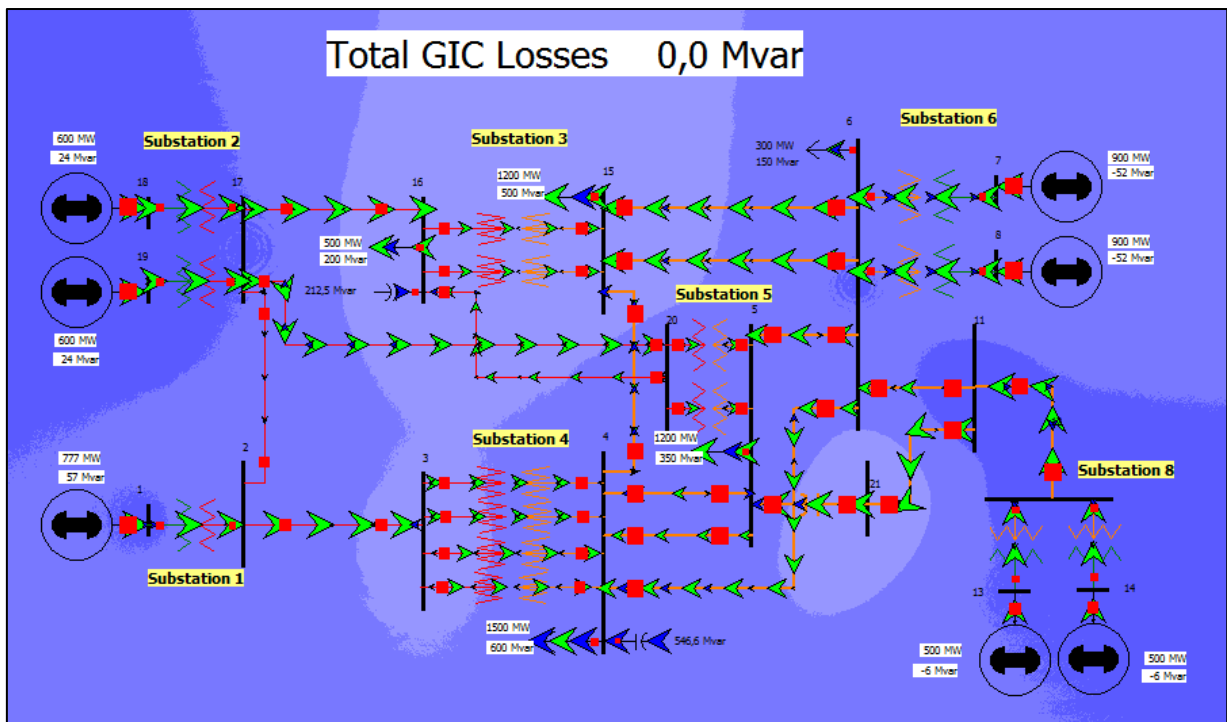 Total GIC Losses 0,0 Mvar
Substation 2
600 MW
24 Mvar
18
17
19
600 MW
24 Mvar
Substation 3
16
15
1200 MW
500 Mvar
500 MW
200 Mvar
212,5 Mvar
6
300 MW
150 Mvar
Substation 6
7
900 MW
-52 Mvar
8
900 MW
-52 Mvar
Substation 5
20
5
1200 MW
350 Mvar
11
21
Substation 8
777 MW
57 Mvar
1
2
Substation 1
Substation 4
3
4
1500 MW
600 Mvar
546,6 Mvar
13
14
500 MW
-6 Mvar
500 MW
-6 Mvar